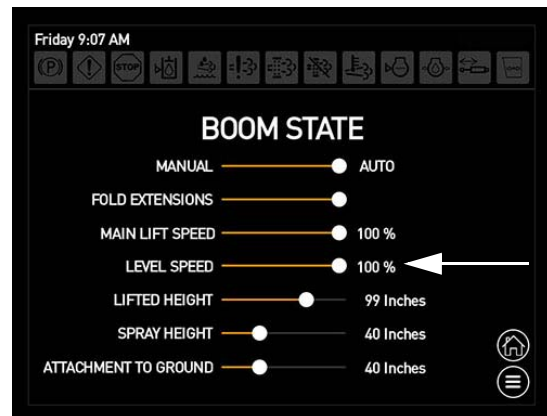 Friday 9:07 AM
(P) STOP
BOOM STATE
MANUAL AUTO
FOLD EXTENSIONS
MAIN LIFT SPEED 100 %
LEVEL SPEED 100 %
LIFTED HEIGHT 99 Inches
SPRAY HEIGHT 40 Inches
ATTACHMENT TO GROUND 40 Inches